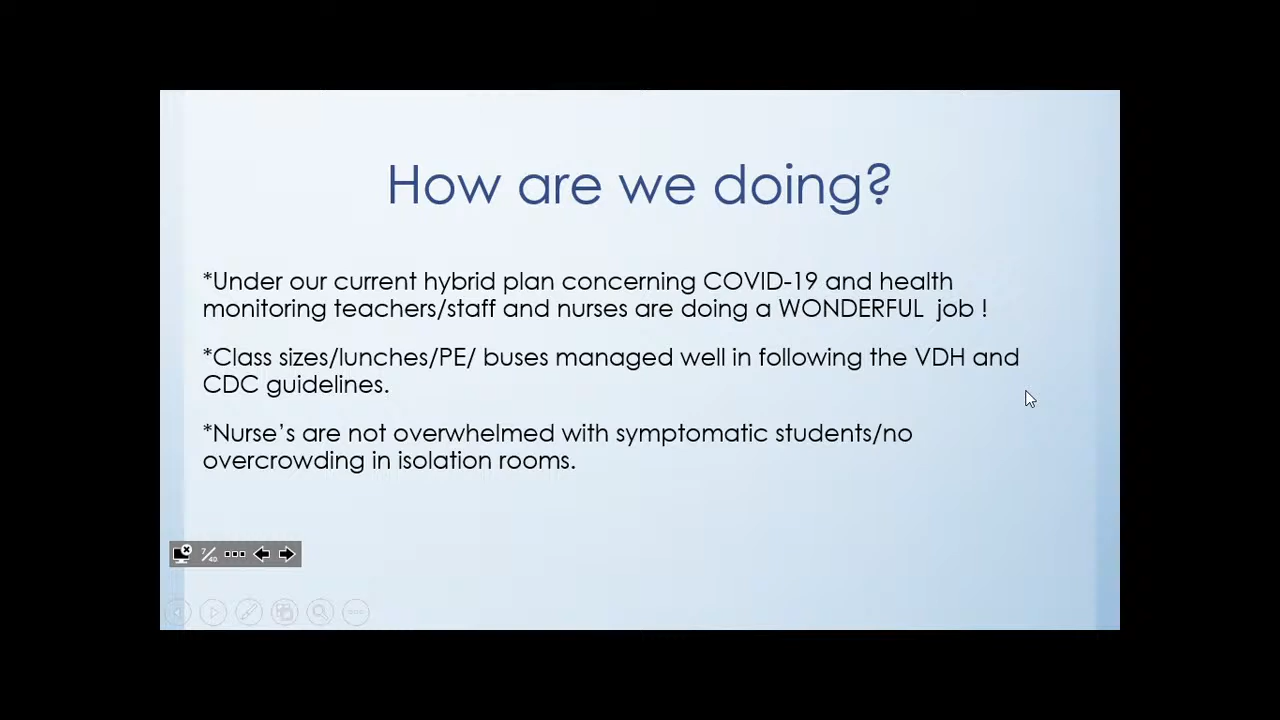 How are we doing?
*Under our current hybrid plan concerning COVID-19 and health
monitoring teachers/staff and nurses are doing a WONDERFUL  job !
*Class sizes/lunches/PE/ buses managed well in following the VDH and
CDC guidelines.
*Nurse’s are not overwhelmed with symptomatic students/no
overcrowding in isolation rooms.
7/40